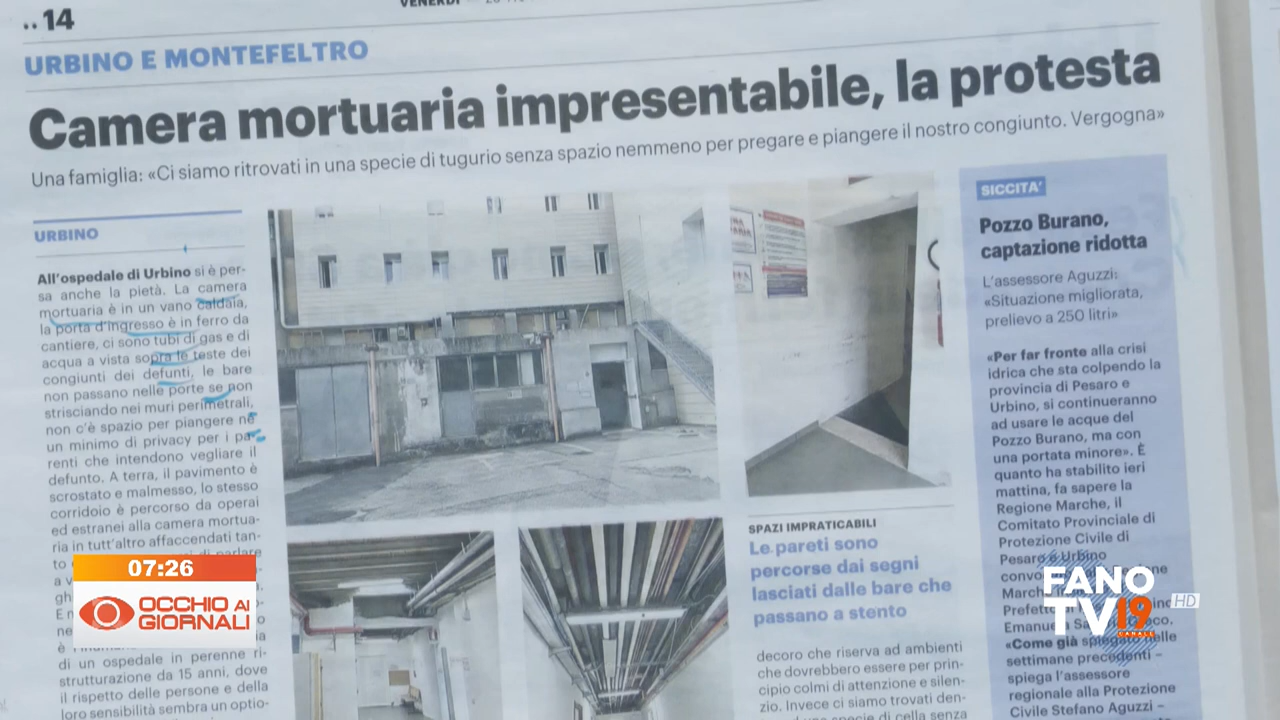 14
VENERDÌ
URBINO E MONTEFELTRO
Camera mortuaria impresentabile, la protesta
Una famiglia: «Ci siamo ritrovati in una specie di tugurio senza spazio nemmeno per pregare e piangere il nostro congiunto. Vergogna»
URBINO
All'ospedale di Urbino si è per-
sa anche la pietà. La camera
mortuaria è in un vano caldaia,
la porta d'ingresso è in ferro da
cantiere, ci sono tubi di gas e di
acqua a vista sopra le teste dei
congiunti dei defunti, le bare
non passano nelle porte se non
strisciando nei muri perimetrali,
non c'è spazio per piangere né
un minimo di privacy per i pa-
renti che intendono vegliare il
defunto. A terra, il pavimento è
scrostato e malmesso, lo stesso
corridoio è percorso da operai
ed estranei alla camera mortua-
ria in tutt'altro affaccendati tan-
di un ospedale in perenne ri-
strutturazione da 15 anni, dove
il rispetto delle persone e della
loro sensibilità sembra un optio-
SPAZI IMPRATICABILI
Le pareti sono
percorse dai segni
lasciati dalle bare che
passano a stento
decoro che riserva ad ambienti
che dovrebbero essere per prin-
cipio colmi di attenzione e silen-
zio. Invece ci siamo trovati den-
specie di cella senza
SICCITA'
Pozzo Burano,
captazione ridotta
L'assessore Aguzzi:
«Situazione migliorata,
prelievo a 250 litri»
«Per far fronte alla crisi
idrica che sta colpendo la
provincia di Pesaro e
Urbino, si continueranno
ad usare le acque del
Pozzo Burano, ma con
una portata minore». È
quanto ha stabilito ieri
mattina, fa sapere la
Regione Marche, il
Comitato Provinciale di
Protezione Civile di
Pesaro e Urbino
«Come già spiegato nelle
settimane precedenti –
spiega l'assessore
regionale alla Protezione
Civile Stefano Aguzzi –
07:26
OCCHIO AI
GIORNALI
FANO
TV 19
HD